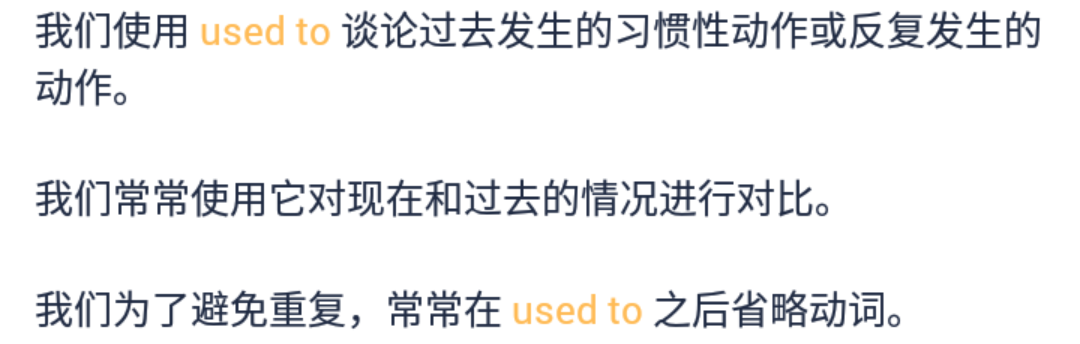 我们使用 used to 谈论过去发生的习惯性动作或反复发生的
动作。
我们常常使用它对现在和过去的情况进行对比。
我们为了避免重复，常常在 used to 之后省略动词。